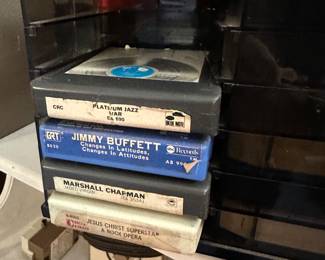 CRC
PLATINUM JAZZ
WAR
BLUE NOTE
GRT
JIMMY BUFFETT
Changes in Latitudes,
Changes in Attitudes
Records
MARSHALL CHAPMAN
JESUS CHRIST SUPERSTAR
A ROCK OPERA